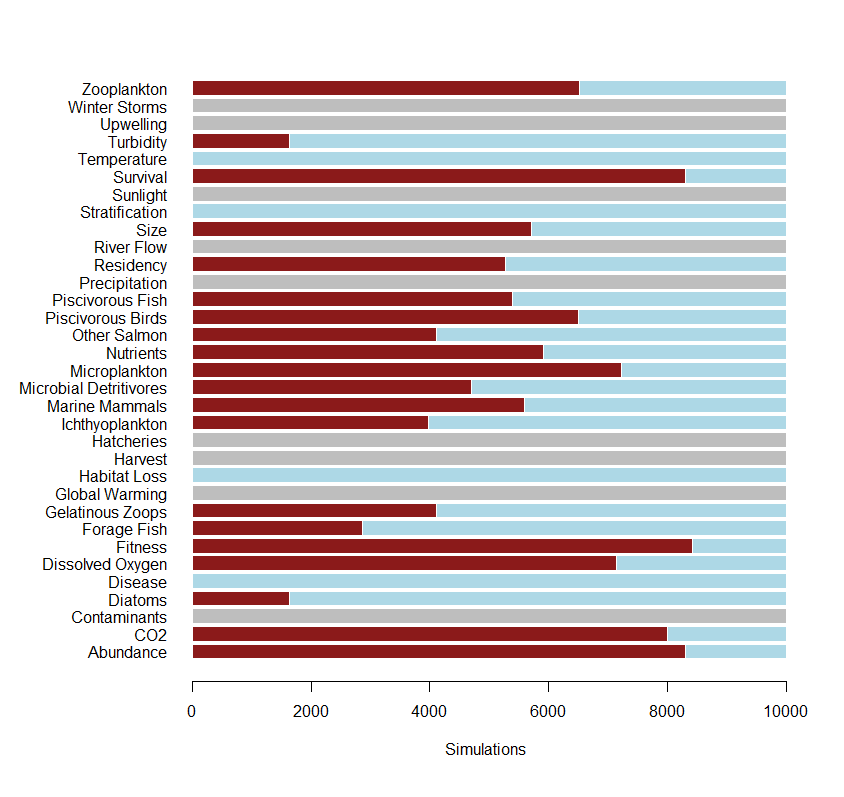 Zooplankton
Winter Storms
Upwelling
Turbidity
Temperature
Survival
Sunlight
Stratification
Size
River Flow
Residency
Precipitation
Piscivorous Fish
Piscivorous Birds
Other Salmon
Nutrients
Microplankton
Microbial Detritivores
Marine Mammals
Ichthyoplankton
Hatcheries
Harvest
Habitat Loss
Global Warming
Gelatinous Zoops
Forage Fish
Fitness
Dissolved Oxygen
Disease
Diatoms
Contaminants
CO2
Abundance
0 2000 4000 6000 8000 10000
Simulations